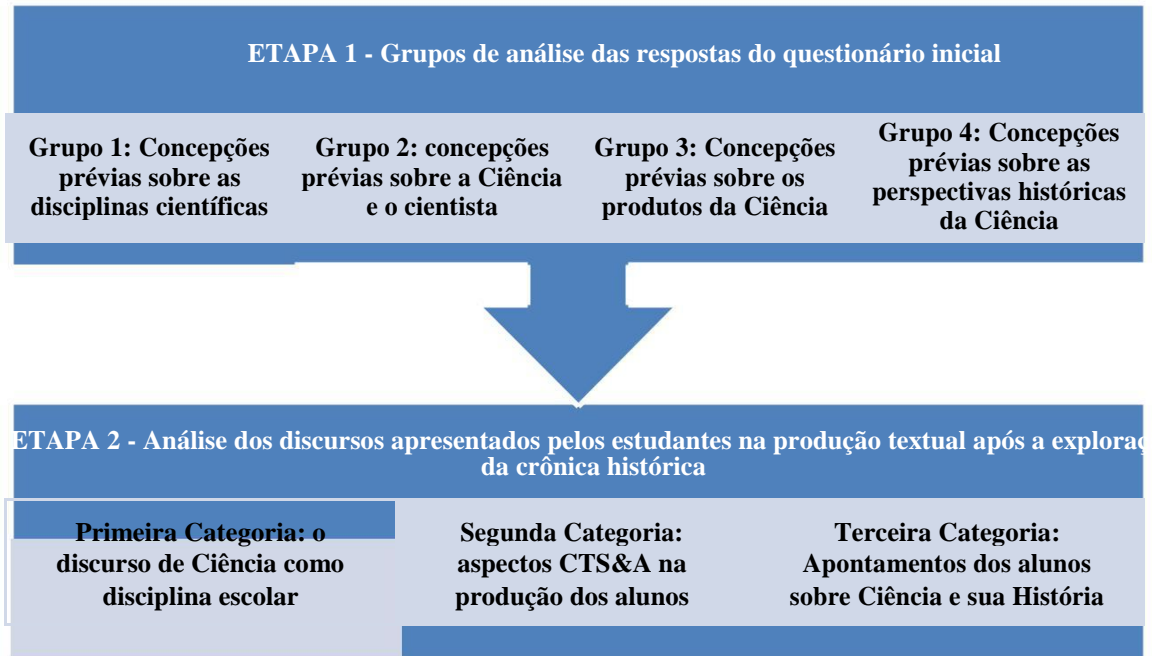 ETAPA 1 - Grupos de análise das respostas do questionário inicial
Grupo 1: Concepções
prévias sobre as
disciplinas científicas
Grupo 2: concepções
prévias sobre a Ciência
e o cientista
Grupo 3: Concepções
prévias sobre os
produtos da Ciência
Grupo 4: Concepções
prévias sobre as
perspectivas históricas
da Ciência
ETAPA 2 - Análise dos discursos apresentados pelos estudantes na produção textual após a exploraç
da crônica histórica
Primeira Categoria: o
discurso de Ciência como
disciplina escolar
Segunda Categoria:
aspectos CTS&A na
produção dos alunos
Terceira Categoria:
Apontamentos dos alunos
sobre Ciência e sua História